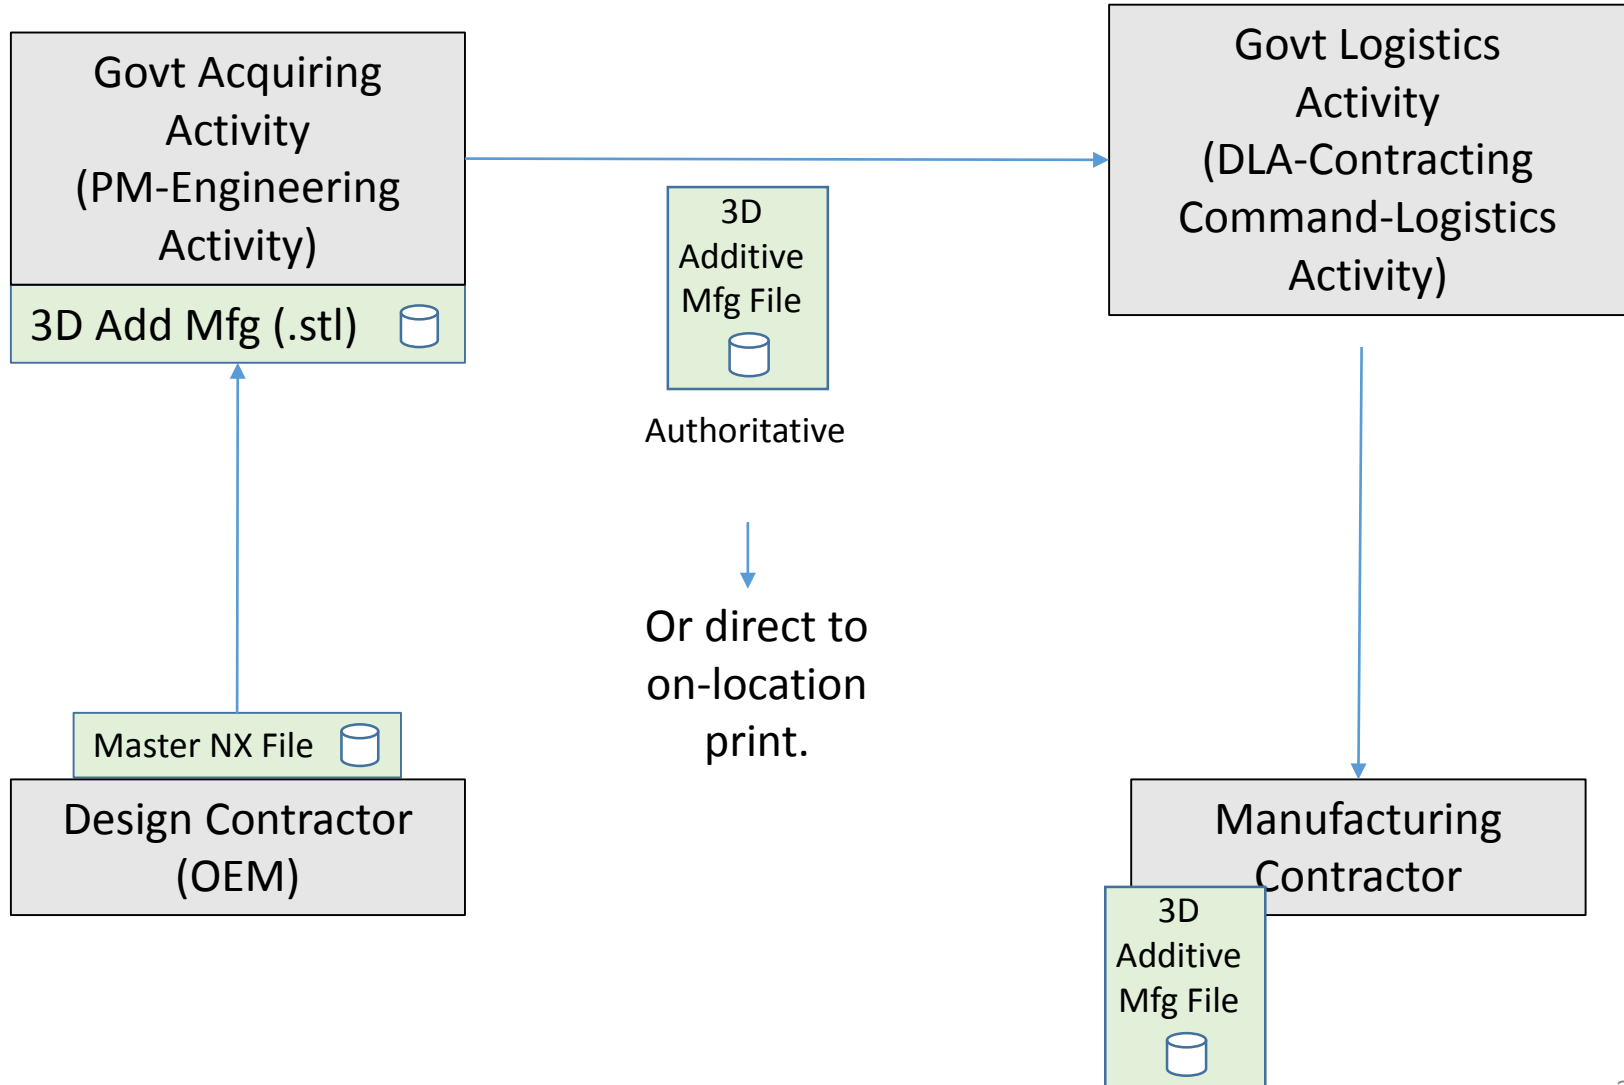 Govt Acquiring
Activity
(PM-Engineering
Activity)
3D Add Mfg (.stl)
3D
Additive
Mfg File
Authoritative
Or direct to
on-location
print.
Govt Logistics
Activity
(DLA-Contracting
Command-Logistics
Activity)
Master NX File
Design Contractor
(OEM)
Manufacturing
Contractor
3D
Additive
Mfg File